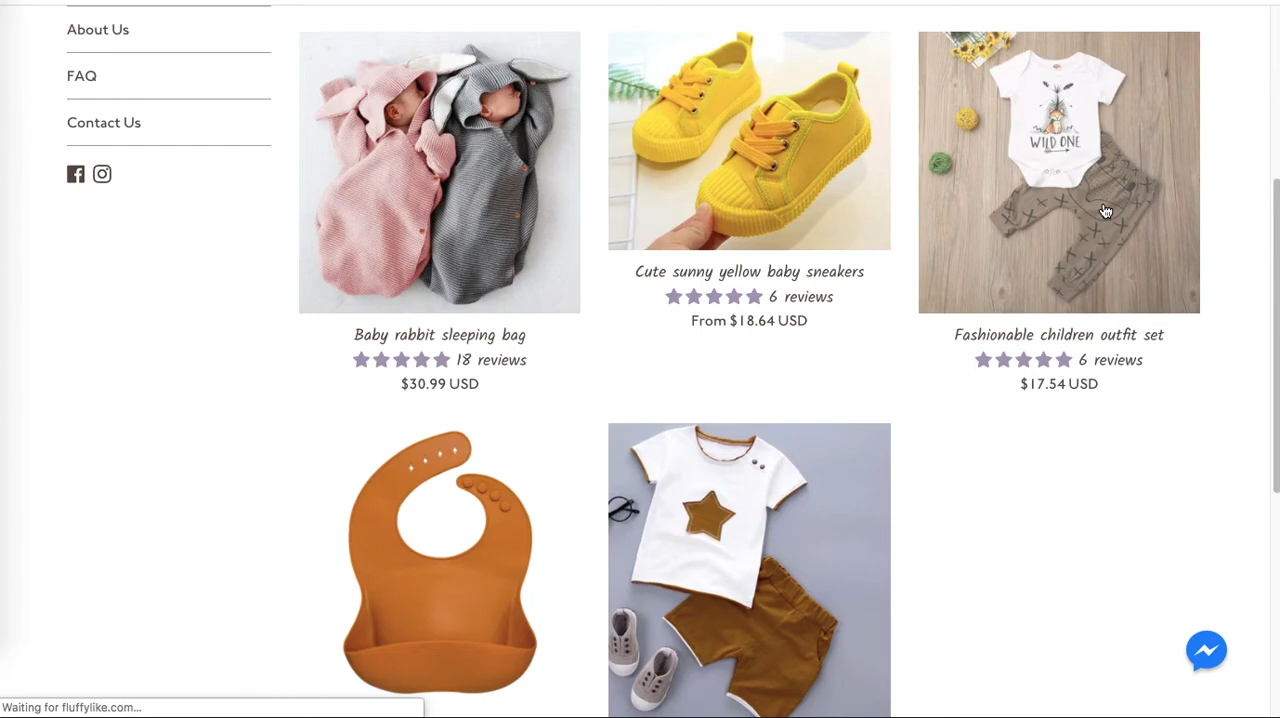 About Us
FAQ
Contact Us
WILD ONE
Cute sunny yellow baby sneakers
6 reviews
From $18.64 USD
Baby rabbit sleeping bag
18 reviews
$30.99 USD
Fashionable children outfit set
6 reviews
$17.54 USD
Waiting for fluffylike.com...